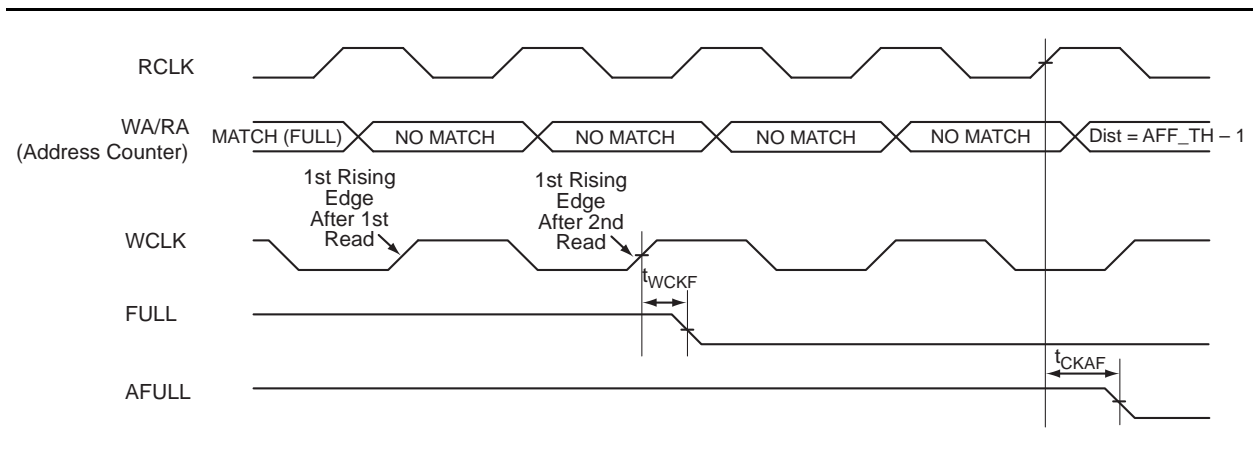 RCLK
WA/RA
(Address Counter)
MATCH (FULL)
NO MATCH
NO MATCH
NO MATCH
NO MATCH
Dist = AFF_TH – 1
1st Rising
Edge
After 1st
Read
1st Rising
Edge
After 2nd
Read
WCLK
tWCKF
FULL
tCKAF
AFULL